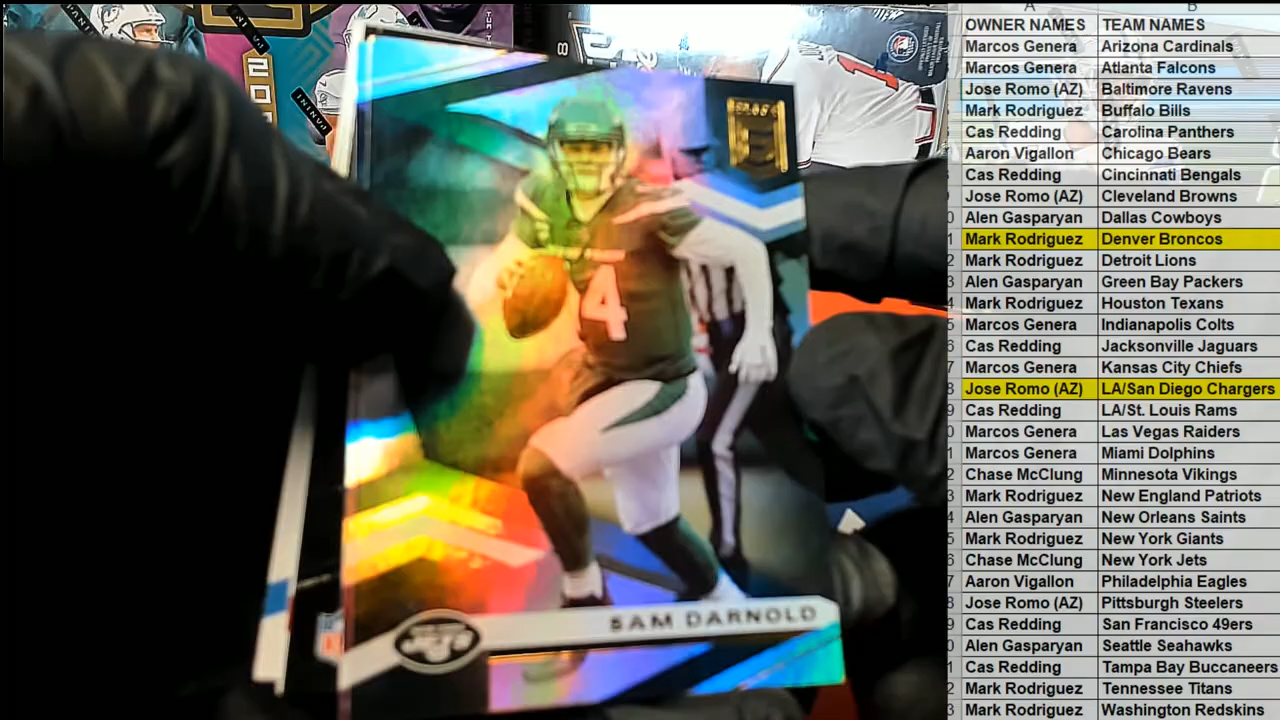 PANINI
20
PANINI
8
1
4
SAM DARNOLD
JETS
A B
OWNER NAMES TEAM NAMES
Marcos Genera Arizona Cardinals
Marcos Genera Atlanta Falcons
Jose Romo (AZ) Baltimore Ravens
Mark Rodriguez Buffalo Bills
Cas Redding Carolina Panthers
Aaron Vigallon Chicago Bears
Cas Redding Cincinnati Bengals
Jose Romo (AZ) Cleveland Browns
Alen Gasparyan Dallas Cowboys
Mark Rodriguez Denver Broncos
Mark Rodriguez Detroit Lions
Alen Gasparyan Green Bay Packers
Mark Rodriguez Houston Texans
Marcos Genera Indianapolis Colts
Cas Redding Jacksonville Jaguars
Marcos Genera Kansas City Chiefs
Jose Romo (AZ) LA/San Diego Chargers
Cas Redding LA/St. Louis Rams
Marcos Genera Las Vegas Raiders
Marcos Genera Miami Dolphins
Chase McClung Minnesota Vikings
Mark Rodriguez New England Patriots
Alen Gasparyan New Orleans Saints
Mark Rodriguez New York Giants
Chase McClung New York Jets
Aaron Vigallon Philadelphia Eagles
Jose Romo (AZ) Pittsburgh Steelers
Cas Redding San Francisco 49ers
Alen Gasparyan Seattle Seahawks
Cas Redding Tampa Bay Buccaneers
Mark Rodriguez Tennessee Titans
Mark Rodriguez Washington Redskins